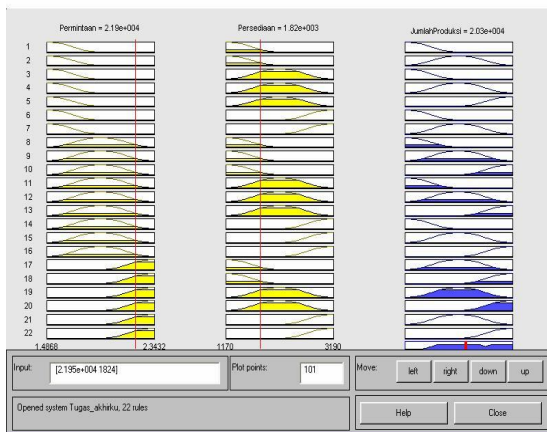 Permintaan = 2.19e+004
Persediaan = 1.82e+003
JumlahProduksi = 2.03e+004
1
2
3
4
5
6
7
8
9
10
11
12
13
14
15
16
17
18
19
20
21
22
1.4868
2.3432
1170
3190
Input:
[2.195e+004 1824]
Plot points:
101
Move:
left
right
down
up
Opened system Tugas_akhirku, 22 rules
Help
Close